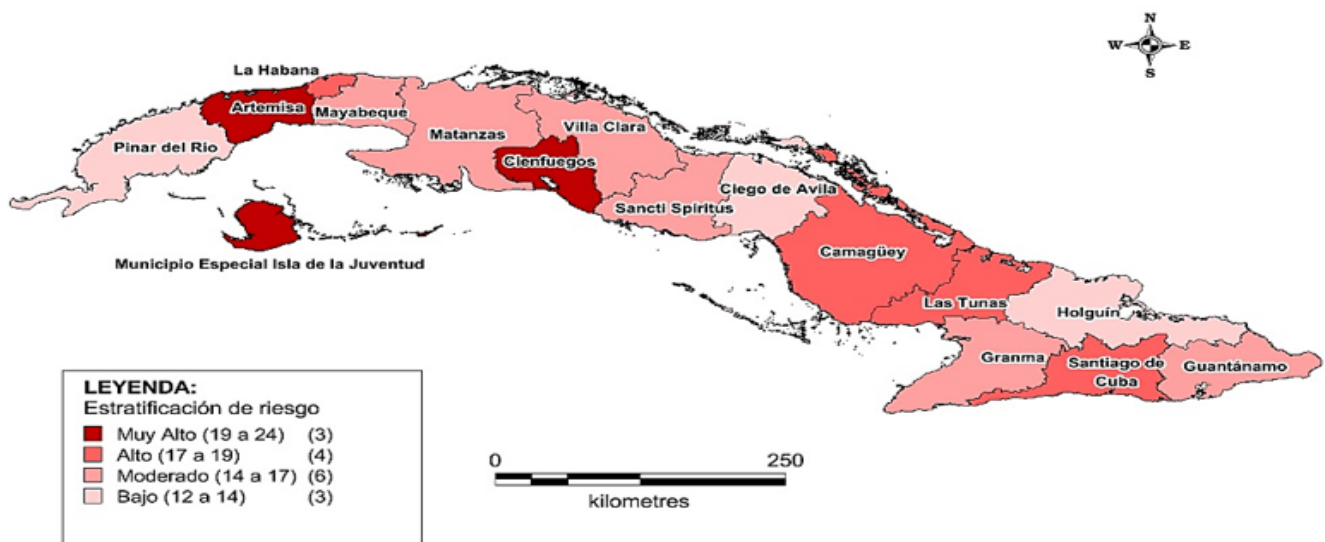 N
W E
S
La Habana
Artemisa
Mayabeque
Matanzas
Villa Clara
Pinar del Rio
Cienfuegos
Ciego de Avila
Sancti Spiritus
Municipio Especial Isla de la Juventud
Camagüey
Las Tunas
Holguín
Granma
Santiago de
Cuba
Guantánamo
LEYENDA:
Estratificación de riesgo
Muy Alto (19 a 24) (3)
Alto (17 a 19) (4)
Moderado (14 a 17) (6)
Bajo (12 a 14) (3)
0 250
kilometres